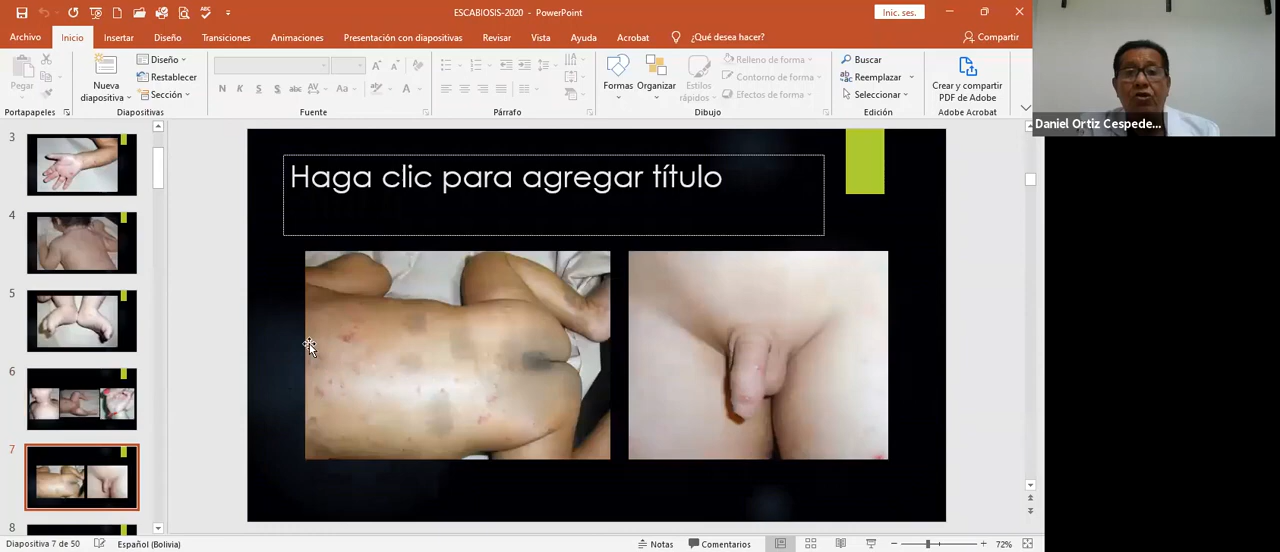 ESCABIOSIS-2020 - PowerPoint
Inic. ses.
Archivo Inicio Insertar Diseño Transiciones Animaciones Presentación con diapositivas Revisar Vista Ayuda Acrobat ¿Qué desea hacer? Compartir
Pegar
Portapapeles
Nueva diapositiva
Diseño
Restablecer
Sección
Diapositivas
N K S S abc AV Aa A
Fuente
Párrafo
Formas
Organizar
Estilos rápidos
Relleno de forma
Contorno de forma
Efectos de forma
Dibujo
Buscar
Reemplazar
Seleccionar
Edición
Crear y compartir PDF de Adobe
Adobe Acrobat
Daniel Ortiz Cespede...
3
4
5
6
7
8
Haga clic para agregar título
Diapositiva 7 de 50 Español (Bolivia) Notas Comentarios 72%